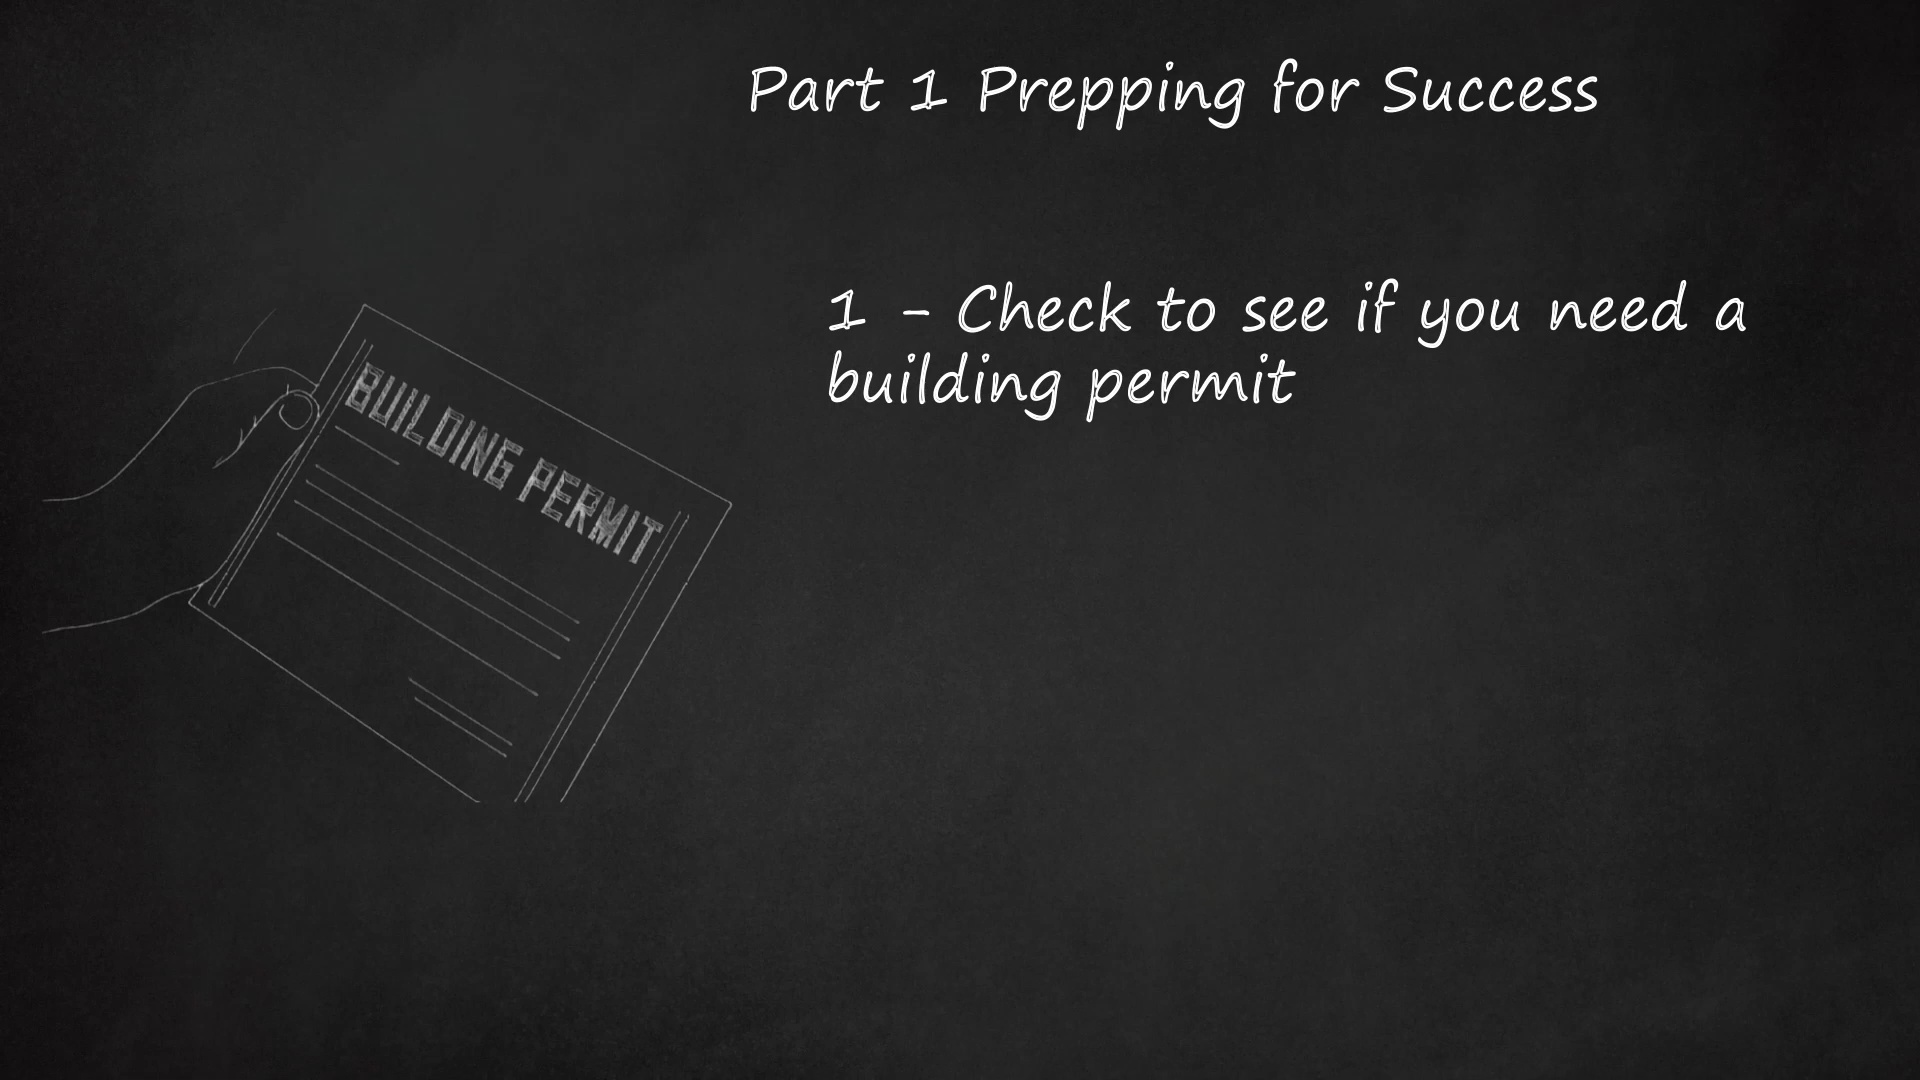 Part 1 Prepping for Success
1 - Check to see if you need a
building permit
BUILDING PERMIT